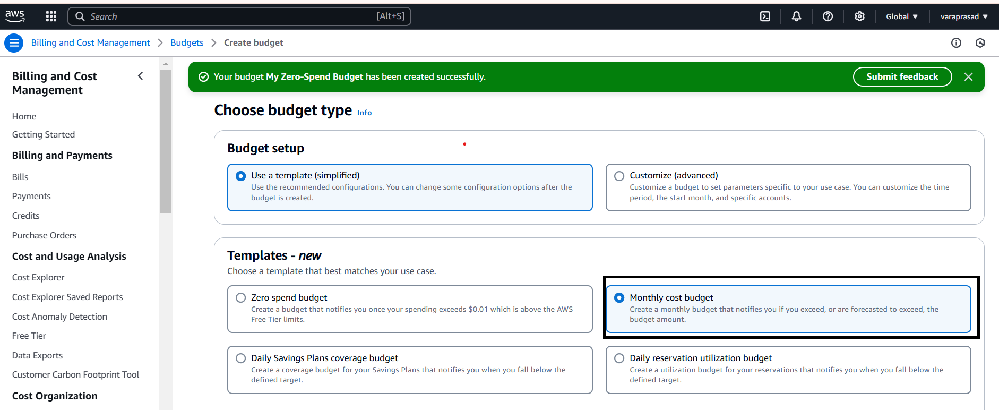 aws
Search
[Alt+S]
Global
varaprasad
Billing and Cost Management
Budgets
Create budget
Billing and Cost
Management
Home
Getting Started
Billing and Payments
Bills
Payments
Credits
Purchase Orders
Cost and Usage Analysis
Cost Explorer
Cost Explorer Saved Reports
Cost Anomaly Detection
Free Tier
Data Exports
Customer Carbon Footprint Tool
Cost Organization
Your budget My Zero-Spend Budget has been created successfully.
Submit feedback
Choose budget type Info
Budget setup
Use a template (simplified)
Use the recommended configurations. You can change some configuration options after the
budget is created.
Customize (advanced)
Customize a budget to set parameters specific to your use case. You can customize the time
period, the start month, and specific accounts.
Templates - new
Choose a template that best matches your use case.
Zero spend budget
Create a budget that notifies you once your spending exceeds $0.01 which is above the AWS
Free Tier limits.
Monthly cost budget
Create a monthly budget that notifies you if you exceed, or are forecasted to exceed, the
budget amount.
Daily Savings Plans coverage budget
Create a coverage budget for your Savings Plans that notifies you when you fall below the
defined target.
Daily reservation utilization budget
Create a utilization budget for your reservations that notifies you when you fall below the
defined target.